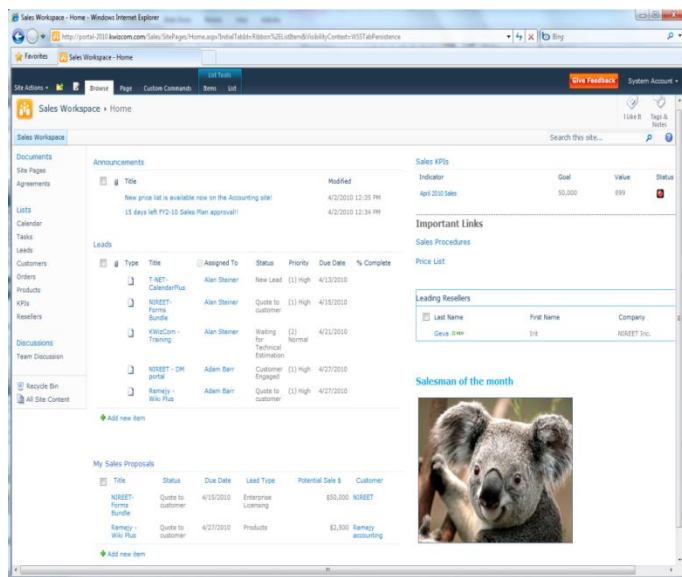 Sales Workspace - Home - Windows Internet Explorer
http://portal-2010.kwizcom.com/Sales/SitePages/Home.aspx?InitialTabId=Ribbon%2EListItem&VisibilityContext=WSSTabPersistence
Bing
Favorites
Sales Workspace - Home
List Tools
Give Feedback
System Account
Site Actions
Browse
Page
Custom Commands
Items
List
Sales Workspace › Home
I Like It
Tags & Notes
Sales Workspace
Search this site...
Documents
Site Pages
Agreements
Lists
Calendar
Tasks
Leads
Customers
Orders
Products
KPIs
Resellers
Discussions
Team Discussion
Recycle Bin
All Site Content
Announcements
Title Modified
New price list is available now on the Accounting site! 4/2/2010 12:35 PM
15 days left FY2-10 Sales Plan approval!! 4/2/2010 12:34 PM
Leads
Type Title Assigned To Status Priority Due Date % Complete
T-NET- CalendarPlus Alan Steiner New Lead (1) High 4/13/2010
NIREET- Forms Bundle Alan Steiner Quote to customer (1) High 4/15/2010
KWizCom - Training Alan Steiner Waiting for Technical Estimation (2) Normal 4/21/2010
NIREET - DM portal Adam Barr Customer Engaged (1) High 4/27/2010
Ramejy - Wiki Plus Adam Barr Quote to customer (1) High 4/27/2010
Add new item
My Sales Proposals
Title Status Due Date Lead Type Potential Sale $ Customer
NIREET- Forms Bundle Quote to customer 4/15/2010 Enterprise Licensing $50,000 NIREET
Ramejy - Wiki Plus Quote to customer 4/27/2010 Products $2,500 Ramejy accounting
Add new item
Sales KPIs
Indicator Goal Value Status
April 2010 Sales 50,000 899
Important Links
Sales Procedures
Price List
Leading Resellers
Last Name First Name Company
Geva NEW Irit NIREET Inc.
Salesman of the month